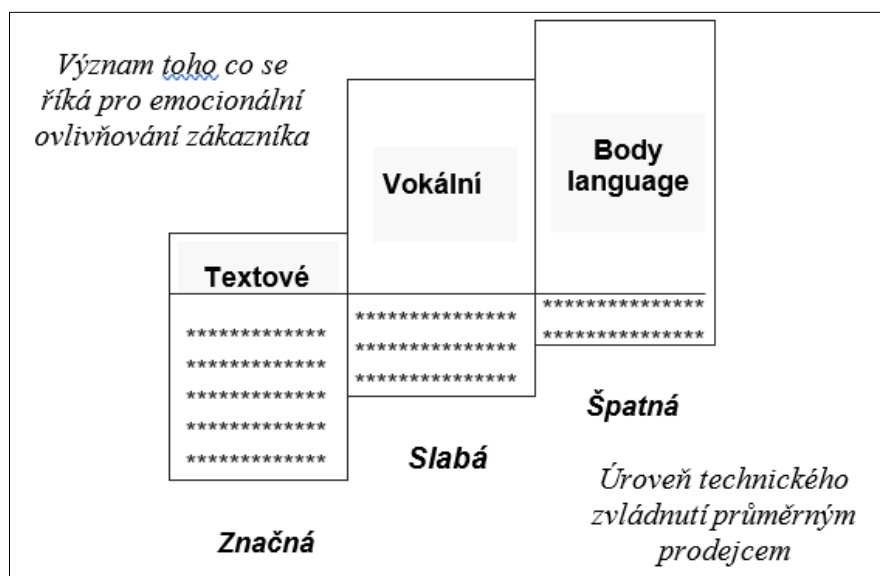 Význam toho co se
říká pro emocionální
ovlivňování zákazníka
Textové
Vokální
Body
language
*************
*************
*************
*************
*************
***************
***************
***************
***************
***************
Značná
Slabá
Špatná
Úroveň technického
zvládnutí průměrným
prodejcem